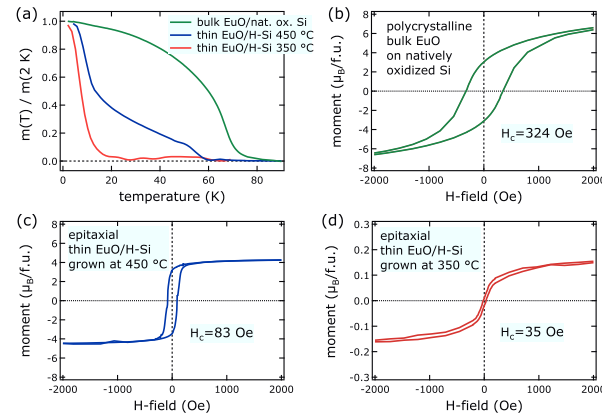 (a)
bulk EuO/nat. ox. Si
thin EuO/H-Si 450 °C
thin EuO/H-Si 350 °C
m(T) / m(2 K)
1.0
0.8
0.6
0.4
0.2
0.0
0
20
40
60
80
temperature (K)
(b)
polycrystalline
bulk EuO
on natively
oxidized Si
H_c=324 Oe
moment (μ_B/f.u.)
8
6
4
2
0
-2
-4
-6
-8
-2000
-1000
0
1000
2000
H-field (Oe)
(c)
epitaxial
thin EuO/H-Si
grown at 450 °C
H_c=83 Oe
moment (μ_B/f.u.)
8
6
4
2
0
-2
-4
-6
-8
-2000
-1000
0
1000
2000
H-field (Oe)
(d)
epitaxial
thin EuO/H-Si
grown at 350 °C
H_c=35 Oe
moment (μ_B/f.u.)
0.3
0.2
0.1
0.0
-0.1
-0.2
-0.3
-2000
-1000
0
1000
2000
H-field (Oe)